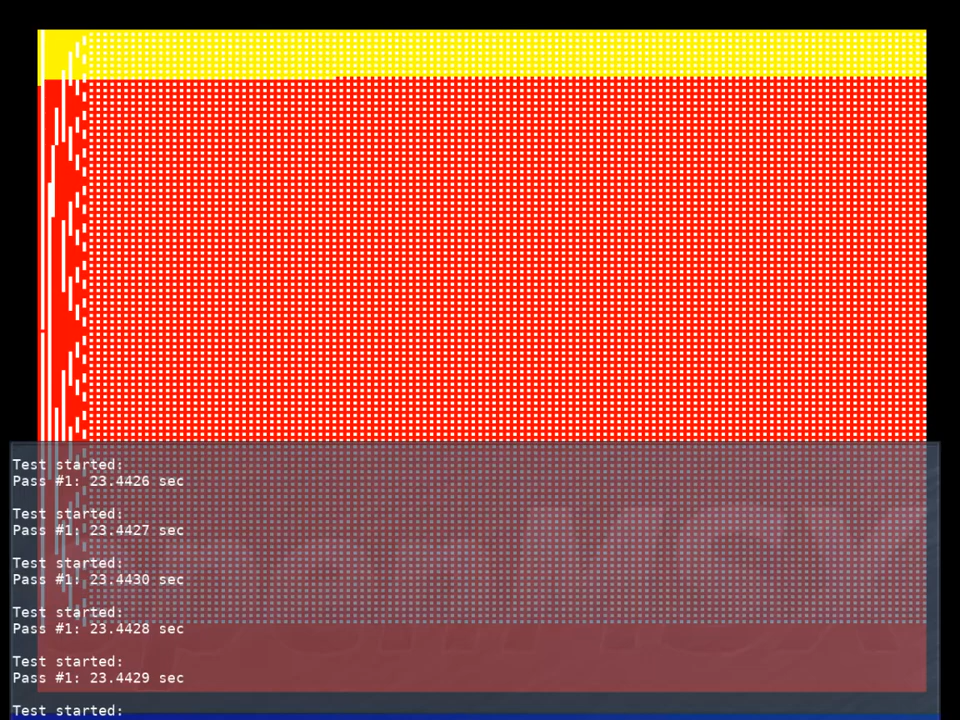 Test started:
Pass #1: 23.4426 sec
Test started:
Pass #1: 23.4427 sec
Test started:
Pass #1: 23.4430 sec
Test started:
Pass #1: 23.4428 sec
Test started:
Pass #1: 23.4429 sec
Test started: